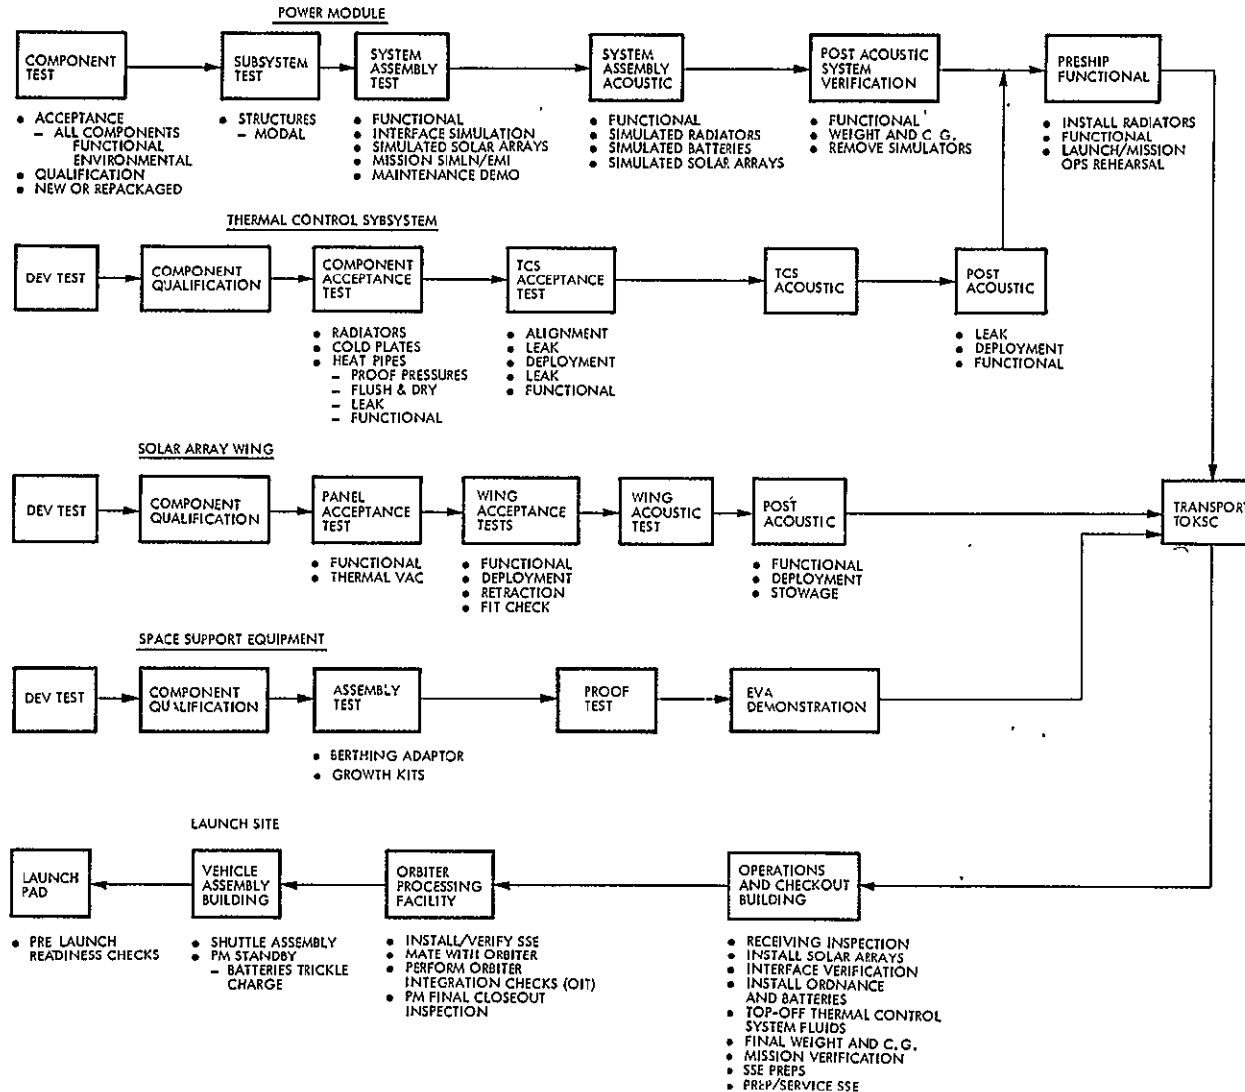 POWER MODULE
COMPONENT
TEST
SUBSYSTEM
TEST
SYSTEM
ASSEMBLY
TEST
SYSTEM
ASSEMBLY
ACOUSTIC
POST ACOUSTIC
SYSTEM
VERIFICATION
PRESHIP
FUNCTIONAL
• ACCEPTANCE
– ALL COMPONENTS
FUNCTIONAL
ENVIRONMENTAL
• QUALIFICATION
• NEW OR REPACKAGED
• STRUCTURES
– MODAL
• FUNCTIONAL
• INTERFACE SIMULATION
• SIMULATED SOLAR ARRAYS
• MISSION SIMLN/EMI
• MAINTENANCE DEMO
• FUNCTIONAL
• SIMULATED RADIATORS
• SIMULATED BATTERIES
• SIMULATED SOLAR ARRAYS
• FUNCTIONAL
• WEIGHT AND C.G.
• REMOVE SIMULATORS
• INSTALL RADIATORS
• FUNCTIONAL
• LAUNCH/MISSION
OPS REHEARSAL
THERMAL CONTROL SUBSYSTEM
DEV TEST
COMPONENT
QUALIFICATION
COMPONENT
ACCEPTANCE
TEST
TCS
ACCEPTANCE
TEST
TCS
ACOUSTIC
POST
ACOUSTIC
• RADIATORS
• COLD PLATES
• HEAT PIPES
– PROOF PRESSURES
– FLUSH & DRY
– LEAK
– FUNCTIONAL
• ALIGNMENT
• LEAK
• DEPLOYMENT
• LEAK
• FUNCTIONAL
• LEAK
• DEPLOYMENT
• FUNCTIONAL
SOLAR ARRAY WING
DEV TEST
COMPONENT
QUALIFICATION
PANEL
ACCEPTANCE
TEST
WING
ACCEPTANCE
TESTS
WING
ACOUSTIC
TEST
POST
ACOUSTIC
TRANSPORT
TO KSC
• FUNCTIONAL
• THERMAL VAC
• FUNCTIONAL
• DEPLOYMENT
• RETRACTION
• FIT CHECK
• FUNCTIONAL
• DEPLOYMENT
• STOWAGE
SPACE SUPPORT EQUIPMENT
DEV TEST
COMPONENT
QUALIFICATION
ASSEMBLY
TEST
PROOF
TEST
EVA
DEMONSTRATION
• BERTHING ADAPTOR
• GROWTH KITS
LAUNCH SITE
LAUNCH
PAD
VEHICLE
ASSEMBLY
BUILDING
ORBITER
PROCESSING
FACILITY
OPERATIONS
AND CHECKOUT
BUILDING
• PRE LAUNCH
READINESS CHECKS
• SHUTTLE ASSEMBLY
• PM STANDBY
– BATTERIES TRICKLE
CHARGE
• INSTALL/VERIFY SSE
• MATE WITH ORBITER
• PERFORM ORBITER
INTEGRATION CHECKS (OIT)
• PM FINAL CLOSEOUT
INSPECTION
• RECEIVING INSPECTION
• INSTALL SOLAR ARRAYS
• INTERFACE VERIFICATION
• INSTALL ORDNANCE
AND BATTERIES
• TOP-OFF THERMAL CONTROL
SYSTEM FLUIDS
• FINAL WEIGHT AND C.G.
• MISSION VERIFICATION
• SSE PREPS
• PREP/SERVICE SSE